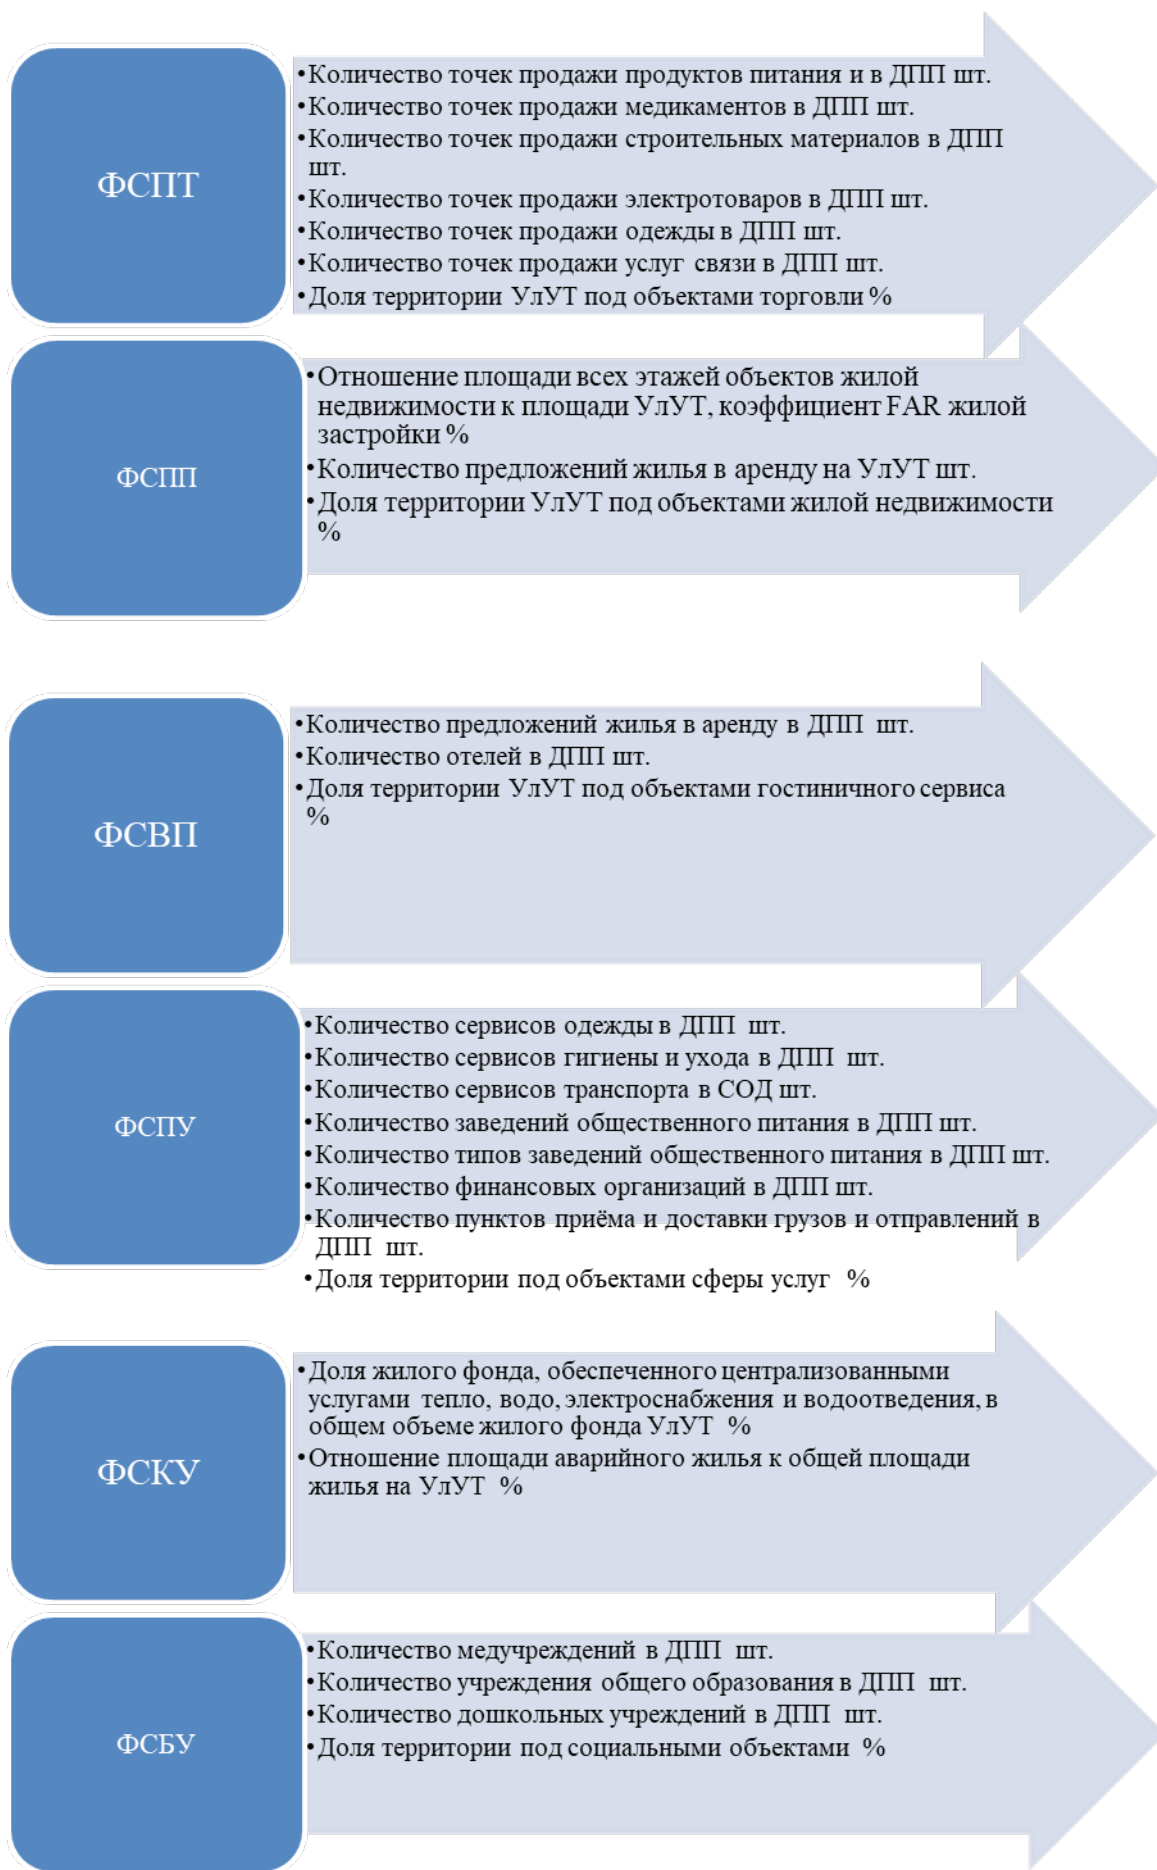 ФСПТ
•Количество точек продажи продуктов питания и в ДПП шт.
•Количество точек продажи медикаментов в ДПП шт.
•Количество точек продажи строительных материалов в ДПП
шт.
•Количество точек продажи электротоваров в ДПП шт.
•Количество точек продажи одежды в ДПП шт.
•Количество точек продажи услуг связи в ДПП шт.
•Доля территории УлУТ под объектами торговли %
ФСПП
•Отношение площади всех этажей объектов жилой
недвижимости к площади УлУТ, коэффициент FAR жилой
застройки %
•Количество предложений жилья в аренду на УлУТ шт.
•Доля территории УлУТ под объектами жилой недвижимости
%
ФСВП
•Количество предложений жилья в аренду в ДПП шт.
•Количество отелей в ДПП шт.
•Доля территории УлУТ под объектами гостиничного сервиса
%
ФСПУ
•Количество сервисов одежды в ДПП шт.
•Количество сервисов гигиены и ухода в ДПП шт.
•Количество сервисов транспорта в СОД шт.
•Количество заведений общественного питания в ДПП шт.
•Количество типов заведений общественного питания в ДПП шт.
•Количество финансовых организаций в ДПП шт.
•Количество пунктов приёма и доставки грузов и отправлений в
ДПП шт.
•Доля территории под объектами сферы услуг %
ФСКУ
•Доля жилого фонда, обеспеченного централизованными
услугами тепло, водо, электроснабжения и водоотведения, в
общем объеме жилого фонда УлУТ %
•Отношение площади аварийного жилья к общей площади
жилья на УлУТ %
ФСБУ
•Количество медучреждений в ДПП шт.
•Количество учреждения общего образования в ДПП шт.
•Количество дошкольных учреждений в ДПП шт.
•Доля территории под социальными объектами %